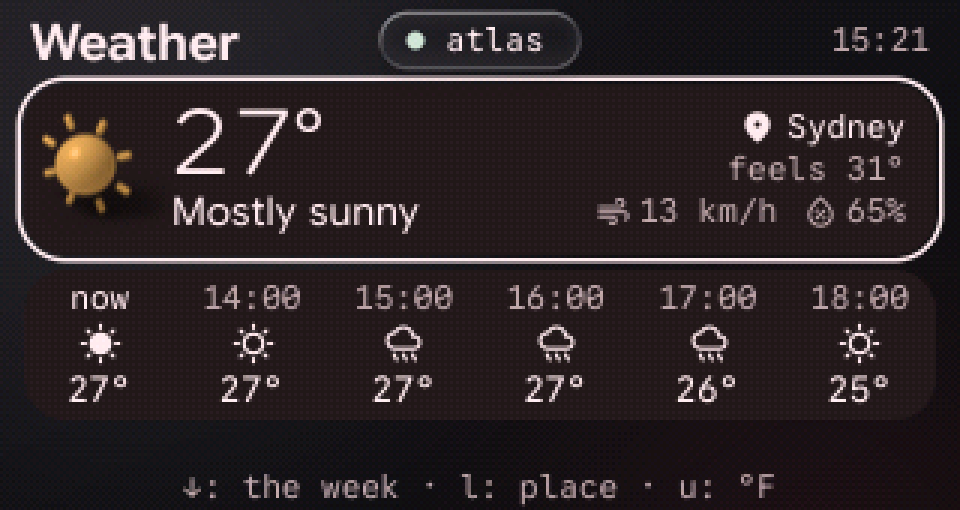 Weather atlas 15:21
27°
Mostly sunny
Sydney
feels 31°
13 km/h 65%
now 14:00 15:00 16:00 17:00 18:00
27° 27° 27° 27° 26° 25°
↓: the week · l: place · u: °F